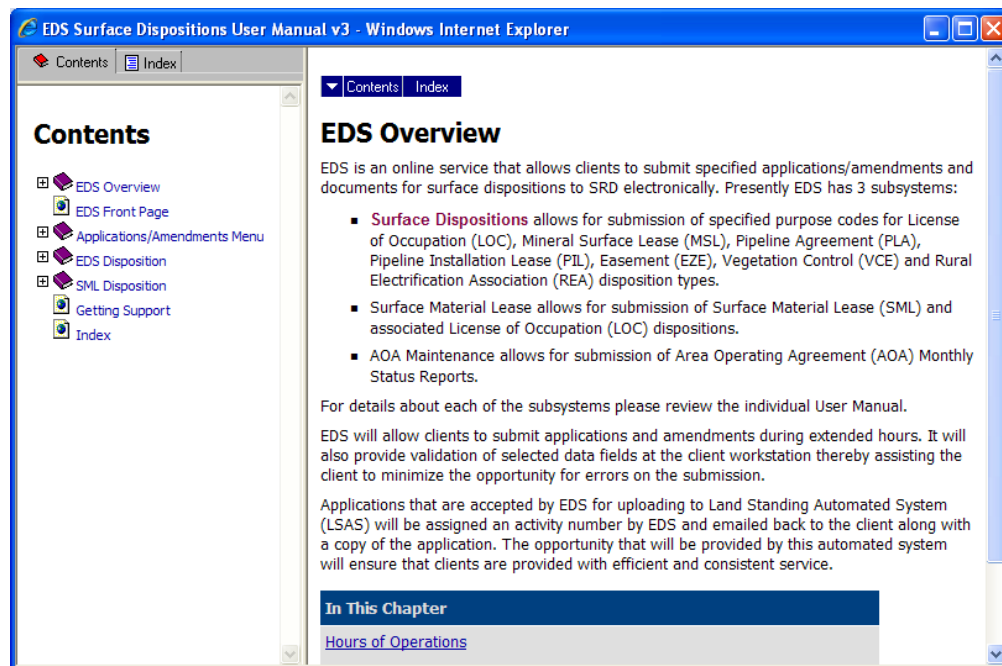 EDS Surface Dispositions User Manual v3 - Windows Internet Explorer
Contents Index
Contents
EDS Overview
EDS Front Page
Applications/Amendments Menu
EDS Disposition
SML Disposition
Getting Support
Index
Contents Index
EDS Overview
EDS is an online service that allows clients to submit specified applications/amendments and
documents for surface dispositions to SRD electronically. Presently EDS has 3 subsystems:
Surface Dispositions allows for submission of specified purpose codes for License
of Occupation (LOC), Mineral Surface Lease (MSL), Pipeline Agreement (PLA),
Pipeline Installation Lease (PIL), Easement (EZE), Vegetation Control (VCE) and Rural
Electrification Association (REA) disposition types.
Surface Material Lease allows for submission of Surface Material Lease (SML) and
associated License of Occupation (LOC) dispositions.
AOA Maintenance allows for submission of Area Operating Agreement (AOA) Monthly
Status Reports.
For details about each of the subsystems please review the individual User Manual.
EDS will allow clients to submit applications and amendments during extended hours. It will
also provide validation of selected data fields at the client workstation thereby assisting the
client to minimize the opportunity for errors on the submission.
Applications that are accepted by EDS for uploading to Land Standing Automated System
(LSAS) will be assigned an activity number by EDS and emailed back to the client along with
a copy of the application. The opportunity that will be provided by this automated system
will ensure that clients are provided with efficient and consistent service.
In This Chapter
Hours of Operations